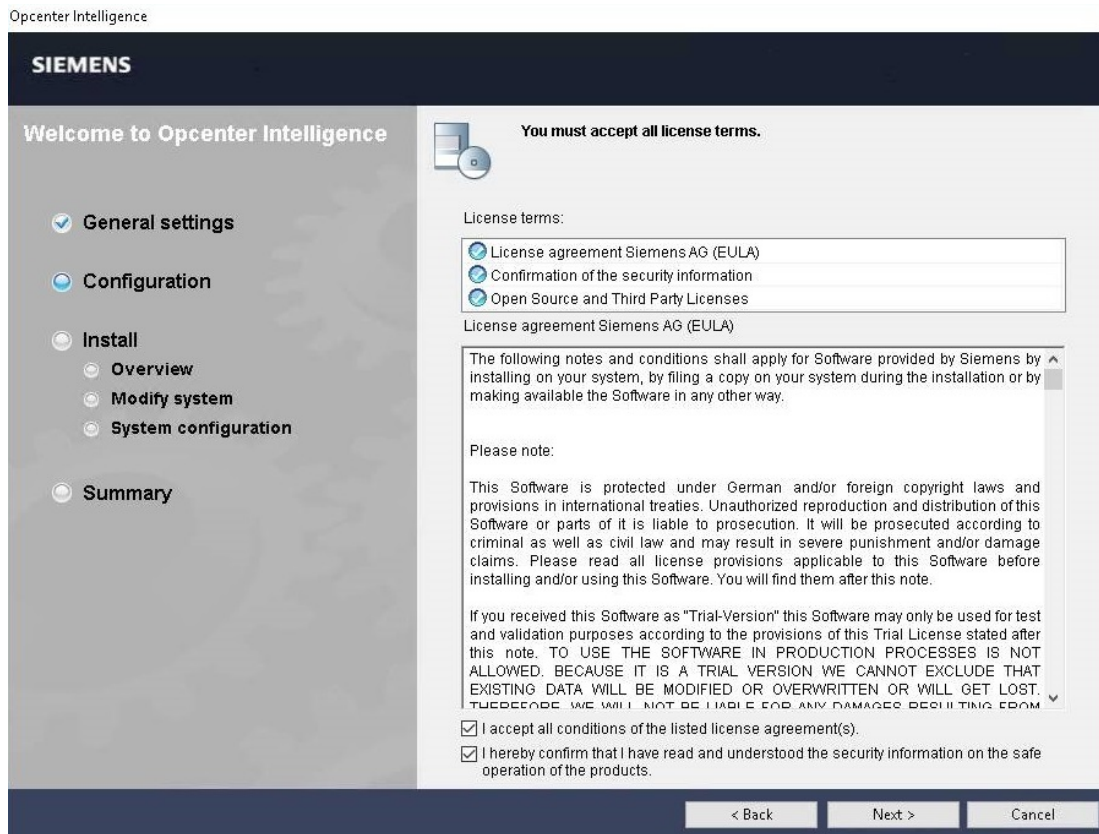 Opcenter Intelligence
SIEMENS
Welcome to Opcenter Intelligence
General settings
Configuration
Install
Overview
Modify system
System configuration
Summary
You must accept all license terms.
License terms:
License agreement Siemens AG (EULA)
Confirmation of the security information
Open Source and Third Party Licenses
License agreement Siemens AG (EULA)
The following notes and conditions shall apply for Software provided by Siemens by
installing on your system, by filing a copy on your system during the installation or by
making available the Software in any other way.
Please note:
This Software is protected under German and/or foreign copyright laws and
provisions in international treaties. Unauthorized reproduction and distribution of this
Software or parts of it is liable to prosecution. It will be prosecuted according to
criminal as well as civil law and may result in severe punishment and/or damage
claims. Please read all license provisions applicable to this Software before
installing and/or using this Software. You will find them after this note.
If you received this Software as "Trial-Version" this Software may only be used for test
and validation purposes according to the provisions of this Trial License stated after
this note. TO USE THE SOFTWARE IN PRODUCTION PROCESSES IS NOT
ALLOWED. BECAUSE IT IS A TRIAL VERSION WE CANNOT EXCLUDE THAT
EXISTING DATA WILL BE MODIFIED OR OVERWRITTEN OR WILL GET LOST.
THEREFORE, WE WILL NOT BE LIABLE FOR ANY DAMAGES RESULTING FROM
I accept all conditions of the listed license agreement(s).
I hereby confirm that I have read and understood the security information on the safe
operation of the products.
< Back
Next >
Cancel